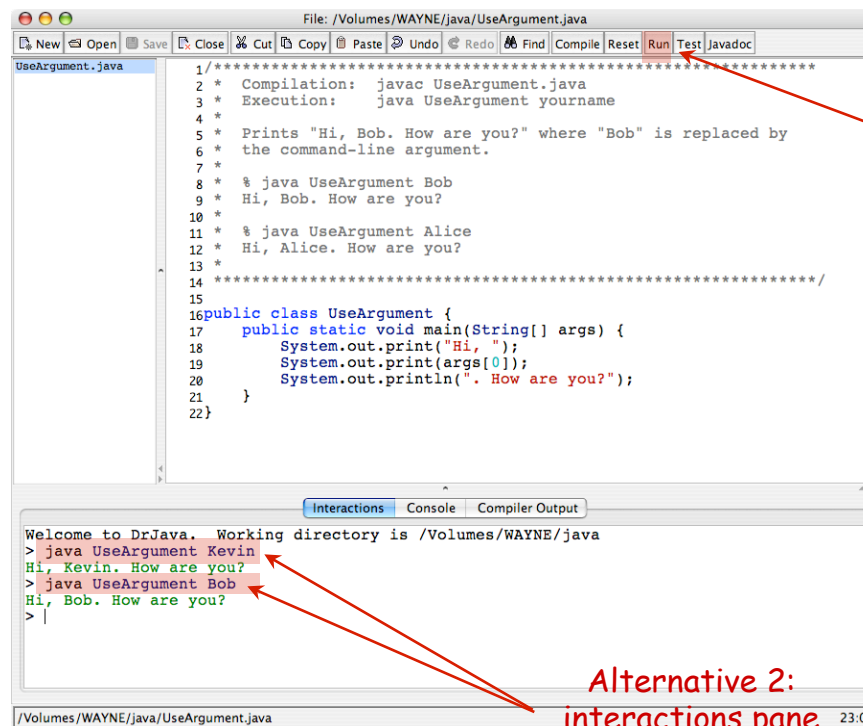 File: /Volumes/WAYNE/java/UseArgument.java
New Open Save Close Cut Copy Paste Undo Redo Find Compile Reset Run Test Javadoc
UseArgument.java
1 /***************************************************************
2 *  Compilation:  javac UseArgument.java
3 *  Execution:    java UseArgument yourname
4 *
5 *  Prints "Hi, Bob. How are you?" where "Bob" is replaced by
6 *  the command-line argument.
7 *
8 *  % java UseArgument Bob
9 *  Hi, Bob. How are you?
10 *
11 *  % java UseArgument Alice
12 *  Hi, Alice. How are you?
13 *
14 ***************************************************************/
15
16 public class UseArgument {
17     public static void main(String[] args) {
18         System.out.print("Hi, ");
19         System.out.print(args[0]);
20         System.out.println(". How are you?");
21     }
22 }
Interactions Console Compiler Output
Welcome to DrJava.  Working directory is /Volumes/WAYNE/java
> java UseArgument Kevin
Hi, Kevin. How are you?
> java UseArgument Bob
Hi, Bob. How are you?
>
Alternative 2:
interactions pane
/Volumes/WAYNE/java/UseArgument.java